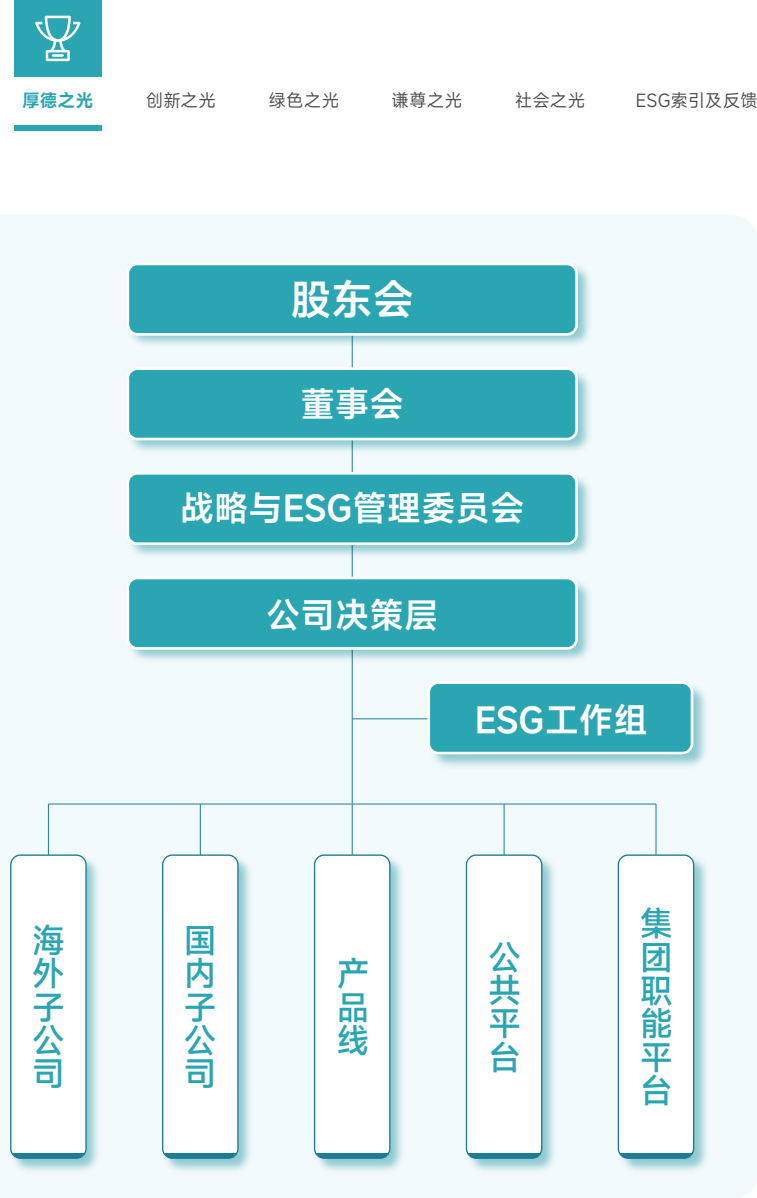 厚德之光 创新之光 绿色之光 谦尊之光 社会之光 ESG索引及反馈
股东会
董事会
战略与ESG管理委员会
公司决策层
ESG工作组
海外子公司
国内子公司
产品线
公共平台
集团职能平台